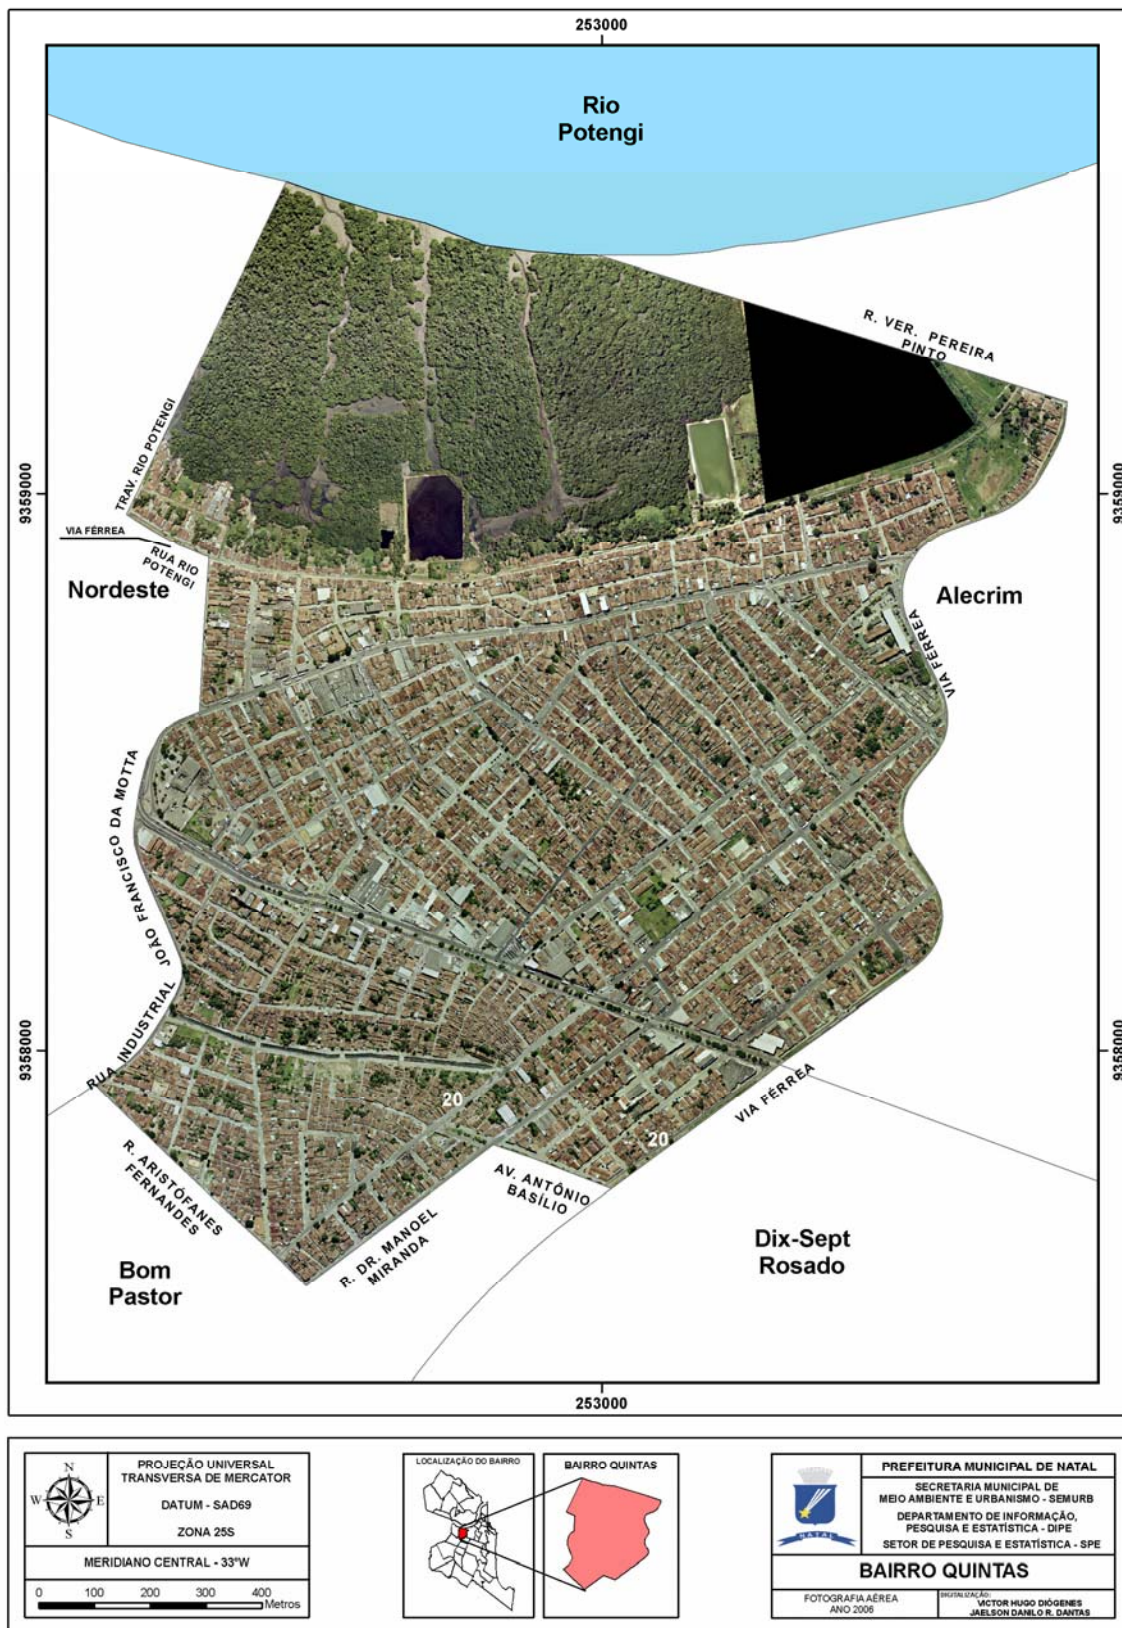 253000
Rio
Potengi
R. VER. PEREIRA
PINTO
TRAV. RIO POTENGI
9359000
9359000
VIA FÉRREA
RUA RIO
POTENGI
Nordeste
Alecrim
VIA FÉRREA
JOÃO FRANCISCO DA MOTTA
RUA INDUSTRIAL
9358000
9358000
VIA FÉRREA
20
20
R. ARISTÓFANES
FERNANDES
AV. ANTÔNIO
BASÍLIO
R. DR. MANOEL
MIRANDA
Dix-Sept
Rosado
Bom
Pastor
253000
N
W
E
S
PROJEÇÃO UNIVERSAL
TRANSVERSA DE MERCATOR
DATUM - SAD69
ZONA 25S
MERIDIANO CENTRAL - 33°W
0 100 200 300 400
Metros
LOCALIZAÇÃO DO BAIRRO
BAIRRO QUINTAS
NATAL
PREFEITURA MUNICIPAL DE NATAL
SECRETARIA MUNICIPAL DE
MEIO AMBIENTE E URBANISMO - SEMURB
DEPARTAMENTO DE INFORMAÇÃO,
PESQUISA E ESTATÍSTICA - DIPE
SETOR DE PESQUISA E ESTATÍSTICA - SPE
BAIRRO QUINTAS
FOTOGRAFIA AÉREA
ANO 2006
DIGITALIZAÇÃO:
VICTOR HUGO DIÓGENES
JAELSON DANILO R. DANTAS